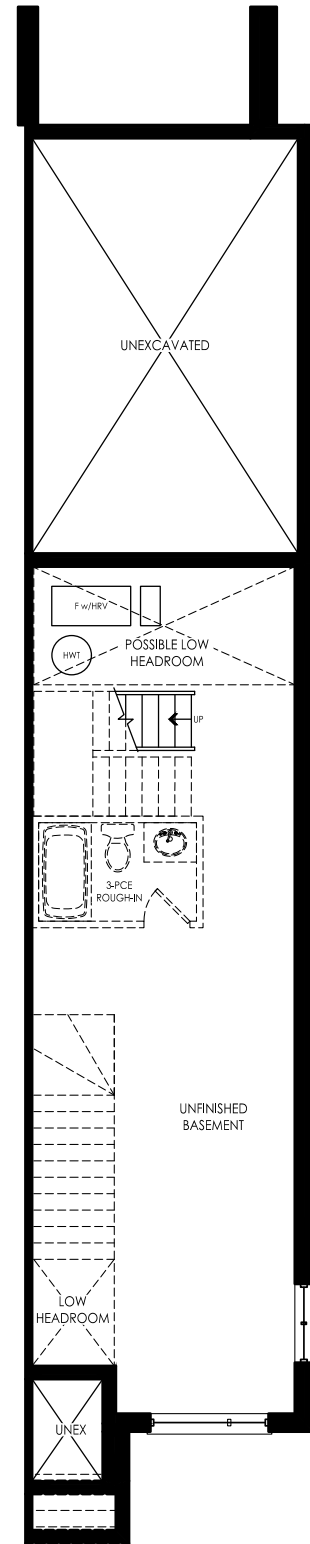 UNEXCAVATED
F w/HRV
HWT
POSSIBLE LOW
HEADROOM
UP
3-PCE
ROUGH-IN
UNFINISHED
BASEMENT
LOW
HEADROOM
UNEX